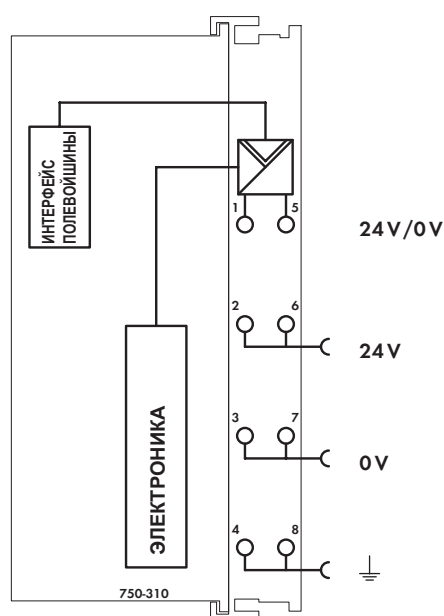 ИНТЕРФЕЙС
ПОЛЕВОЙШИНЫ
1 5
24V/0V
2 6
24V
3 7
0V
ЭЛЕКТРОНИКА
4 8
750-310